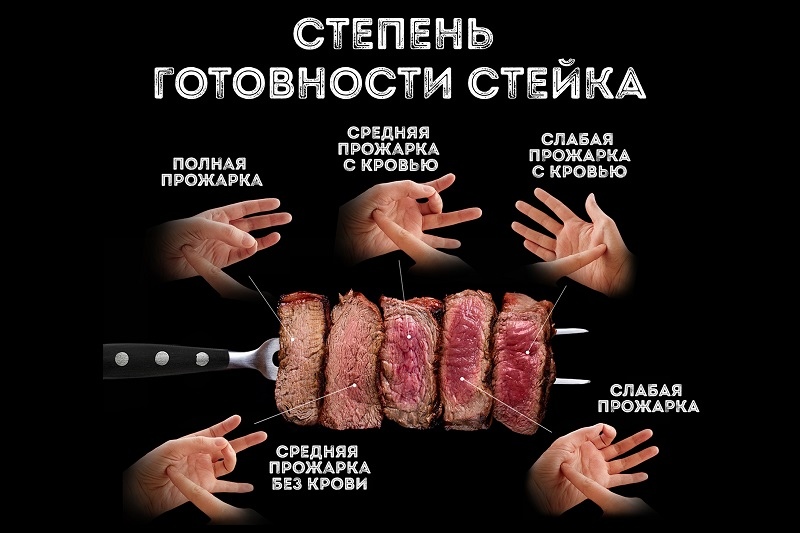 СТЕПЕНЬ
ГОТОВНОСТИ СТЕЙКА
ПОЛНАЯ
ПРОЖАРКА
СРЕДНЯЯ
ПРОЖАРКА
С КРОВЬЮ
СЛАБАЯ
ПРОЖАРКА
С КРОВЬЮ
СРЕДНЯЯ
ПРОЖАРКА
БЕЗ КРОВИ
СЛАБАЯ
ПРОЖАРКА